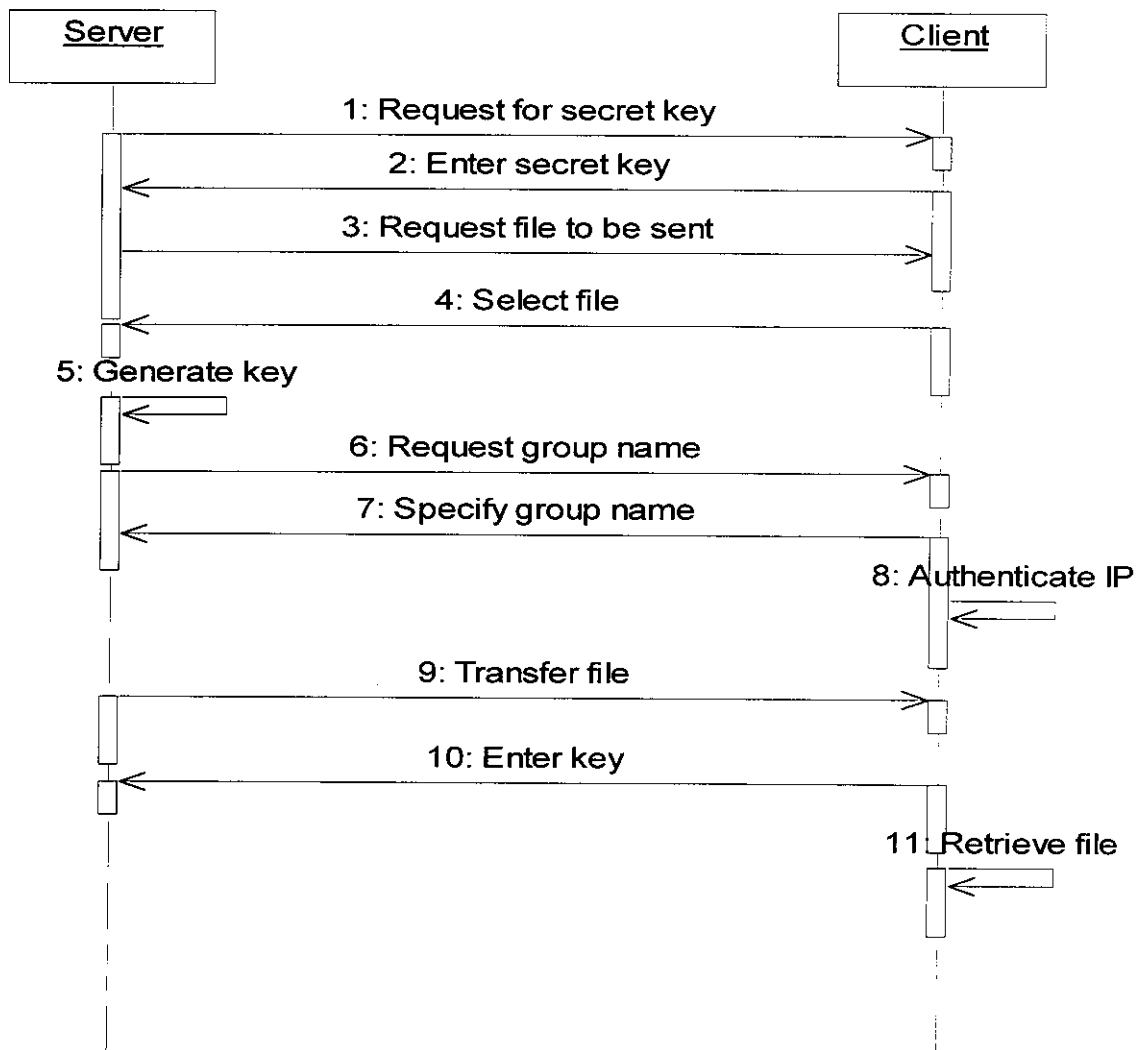 Server
Client
1: Request for secret key
2: Enter secret key
3: Request file to be sent
4: Select file
5: Generate key
6: Request group name
7: Specify group name
8: Authenticate IP
9: Transfer file
10: Enter key
11: Retrieve file